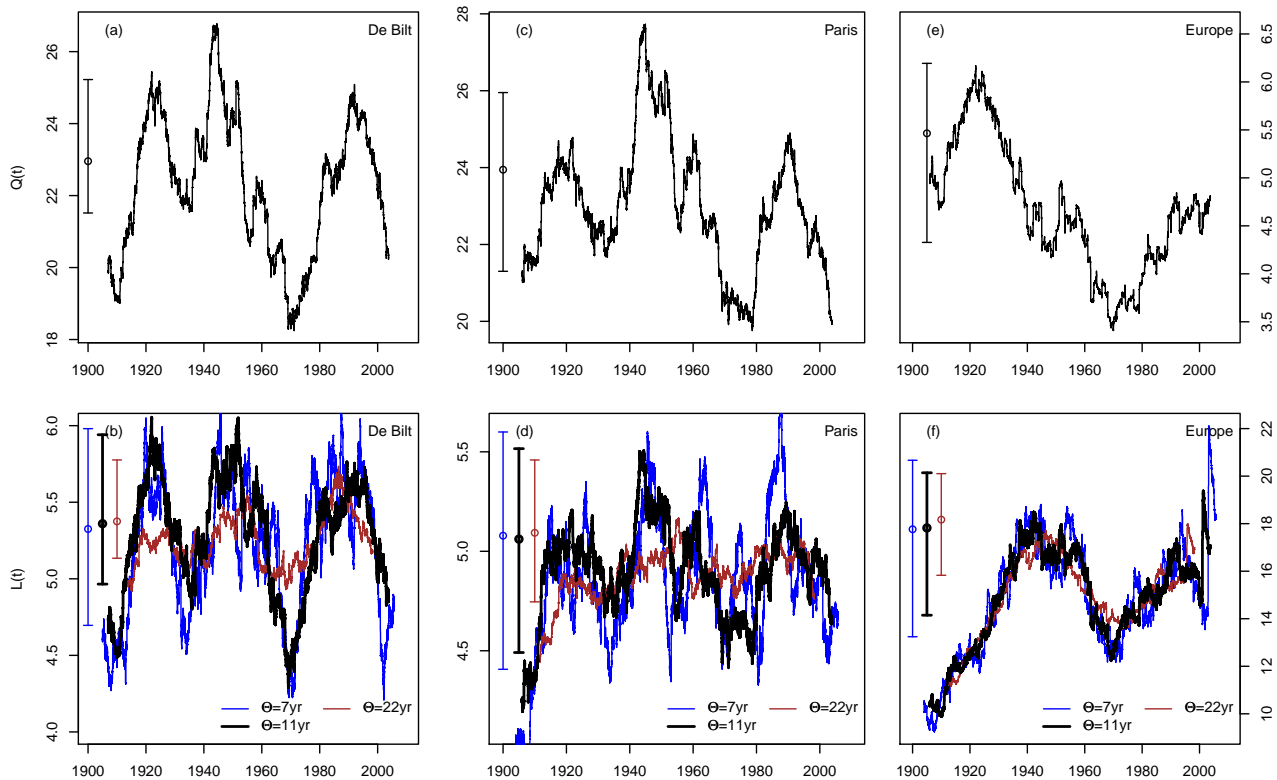 (a) De Bilt
Q(t)
18 20 22 24 26
1900 1920 1940 1960 1980 2000
(c) Paris
20 22 24 26 28
1900 1920 1940 1960 1980 2000
(e) Europe
3.5 4.0 4.5 5.0 5.5 6.0 6.5
1900 1920 1940 1960 1980 2000
(b) De Bilt
L(t)
4.0 4.5 5.0 5.5 6.0
Θ=7yr Θ=22yr
Θ=11yr
1900 1920 1940 1960 1980 2000
(d) Paris
4.5 5.0 5.5
Θ=7yr Θ=22yr
Θ=11yr
1900 1920 1940 1960 1980 2000
(f) Europe
10 12 14 16 18 20 22
Θ=7yr Θ=22yr
Θ=11yr
1900 1920 1940 1960 1980 2000